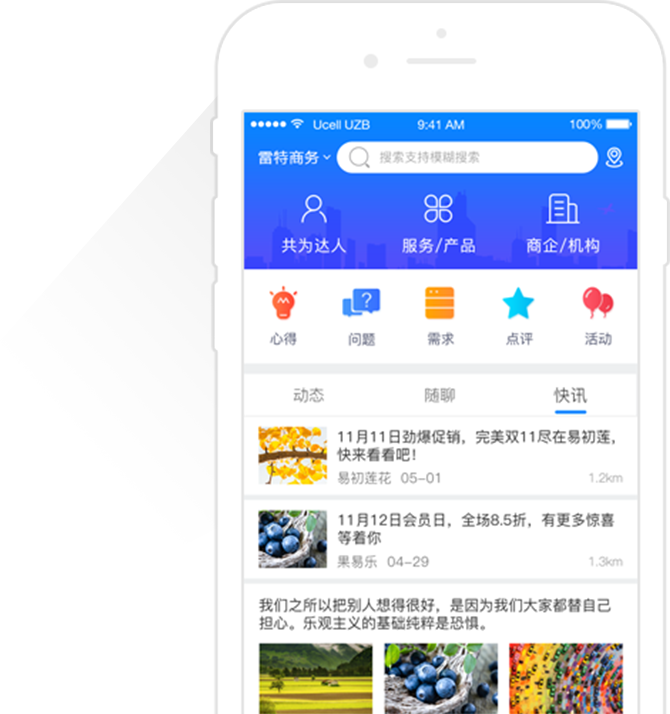 Ucell UZB 9:41 AM 100%
雷特商务 搜索支持模糊搜索
共为达人 服务/产品 商企/机构
心得 问题 需求 点评 活动
动态 随聊 快讯
11月11日劲爆促销，完美双11尽在易初莲，
快来看看吧！
易初莲花 05-01 1.2km
11月12日会员日，全场8.5折，有更多惊喜
等着你
果易乐 04-29 1.3km
我们之所以把别人想得很好，是因为我们大家都替自己
担心。乐观主义的基础纯粹是恐惧。